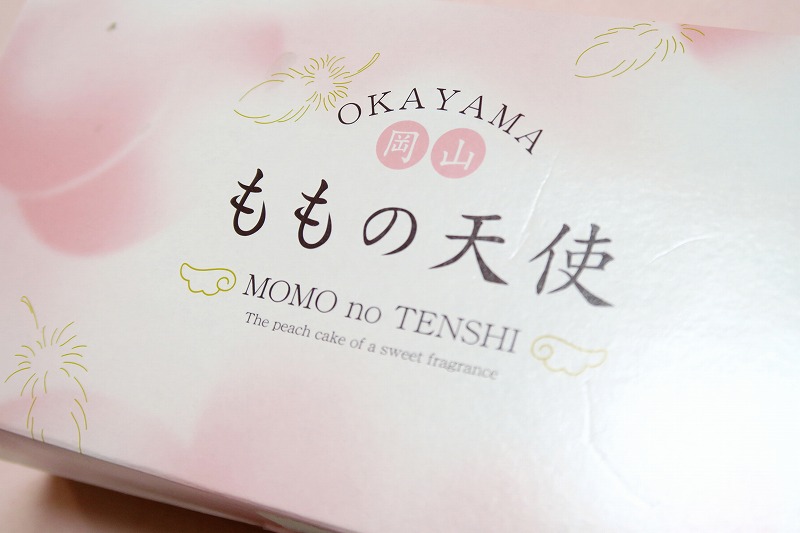 OKAYAMA
岡山
ももの天使
MOMO no TENSHI
The peach cake of a sweet fragrance